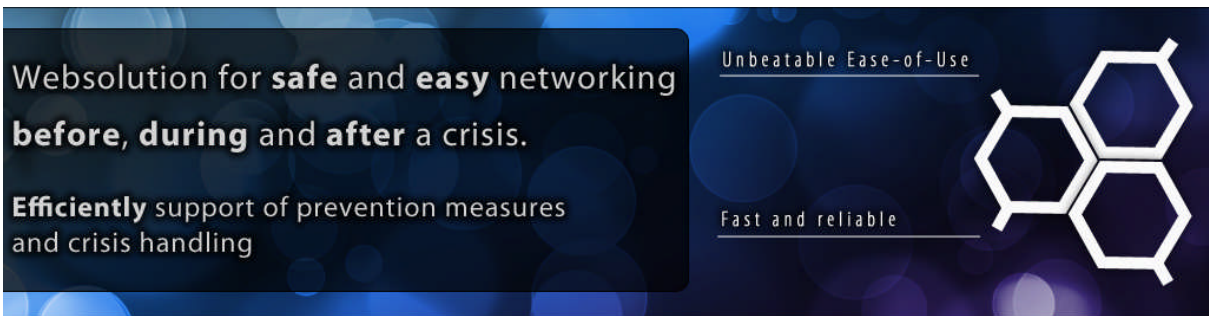 Websolution for safe and easy networking
before, during and after a crisis.
Efficiently support of prevention measures
and crisis handling
Unbeatable Ease-of-Use
Fast and reliable